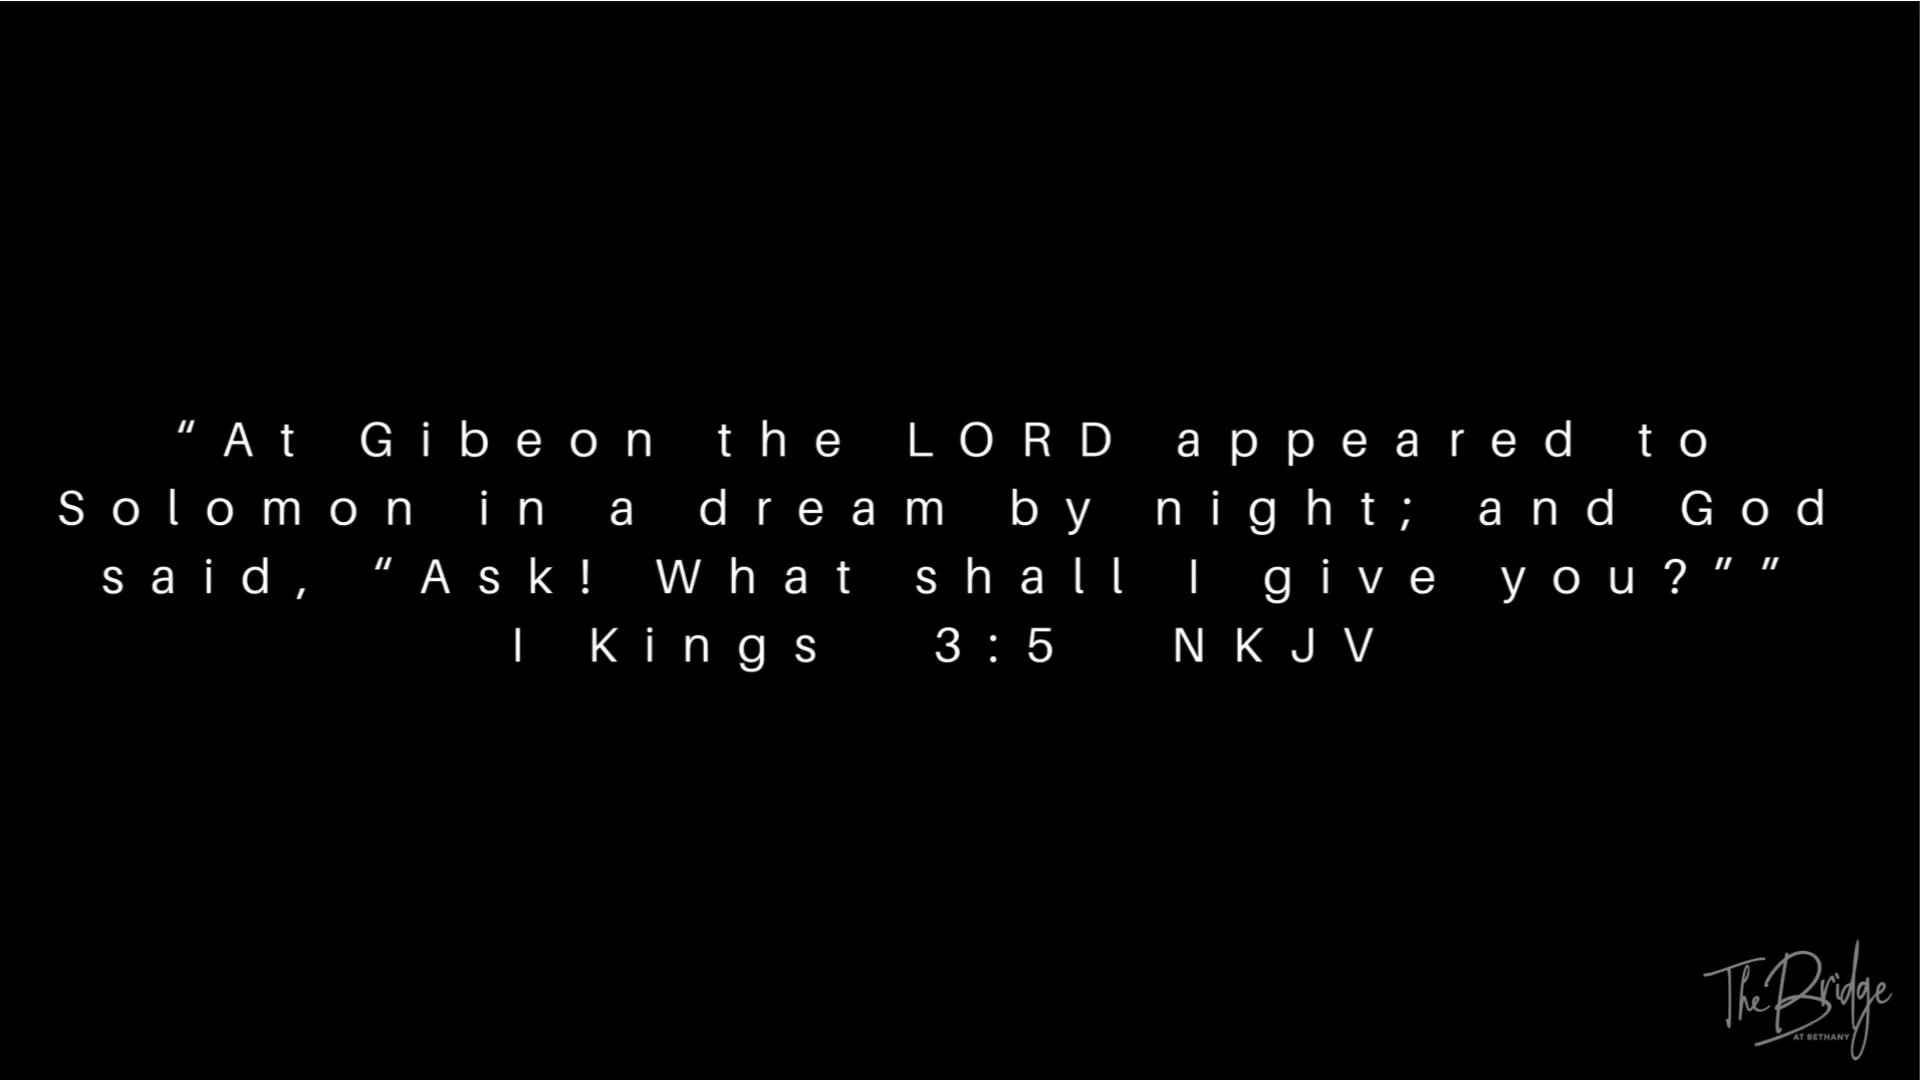 “At Gibeon the LORD appeared to
Solomon in a dream by night; and God
said, “Ask! What shall I give you?””
I Kings 3:5 NKJV
The Bridge
AT BETHANY